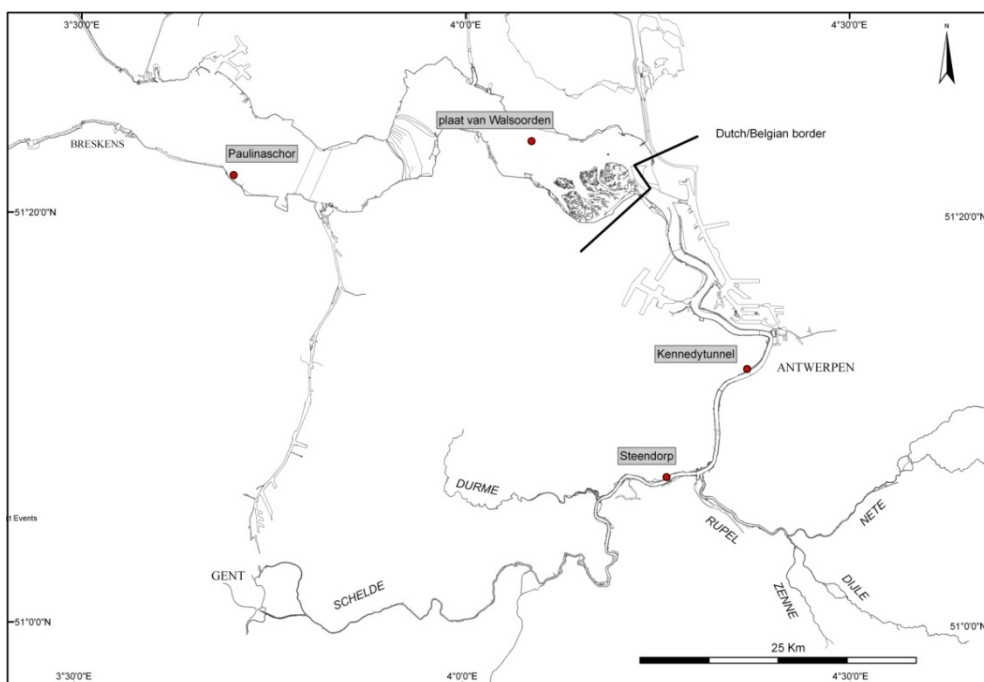 3°30'0"E
4°0'0"E
4°30'0"E
N
plaat van Walsoorden
Dutch/Belgian border
BRESKENS
Paulinaschor
51°20'0"N
51°20'0"N
Kennedytunnel
ANTWERPEN
Steendorp
DURME
NETE
RUPEL
t Events
GENT
SCHELDE
ZENNE
DIJLE
51°0'0"N
51°0'0"N
25 Km
3°30'0"E
4°0'0"E
4°30'0"E